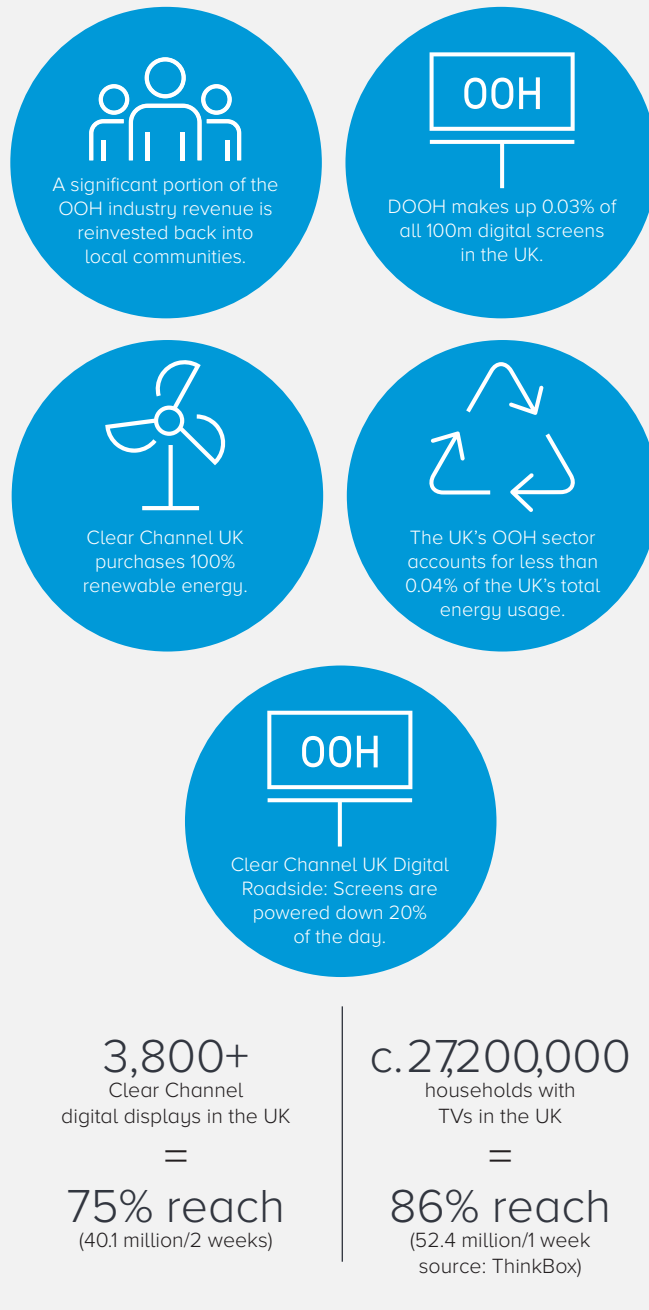 A significant portion of the
OOH industry revenue is
reinvested back into
local communities.
OOH
DOOH makes up 0.03% of
all 100m digital screens
in the UK.
Clear Channel UK
purchases 100%
renewable energy.
The UK's OOH sector
accounts for less than
0.04% of the UK's total
energy usage.
OOH
Clear Channel UK Digital
Roadside: Screens are
powered down 20%
of the day.
3,800+
Clear Channel
digital displays in the UK
=
75% reach
(40.1 million/2 weeks)
c.27,200,000
households with
TVs in the UK
=
86% reach
(52.4 million/1 week
source: ThinkBox)